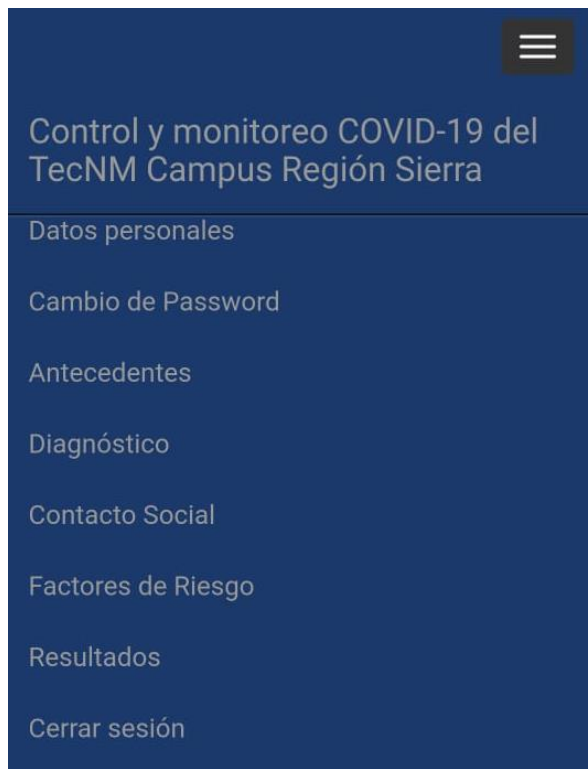 Control y monitoreo COVID-19 del
TecNM Campus Región Sierra
Datos personales
Cambio de Password
Antecedentes
Diagnóstico
Contacto Social
Factores de Riesgo
Resultados
Cerrar sesión